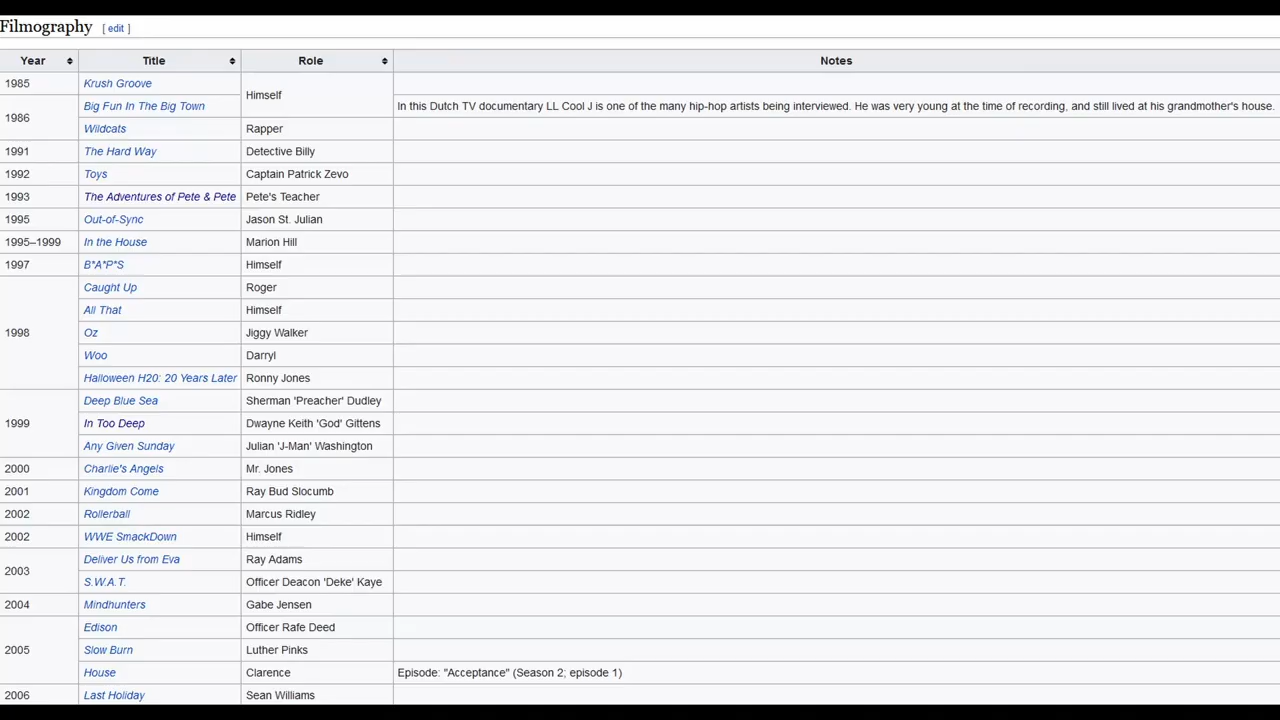 Filmography [ edit ]
Year Title Role Notes
1985 Krush Groove Himself
1986 Big Fun In The Big Town In this Dutch TV documentary LL Cool J is one of the many hip-hop artists being interviewed. He was very young at the time of recording, and still lived at his grandmother's house.
Wildcats Rapper
1991 The Hard Way Detective Billy
1992 Toys Captain Patrick Zevo
1993 The Adventures of Pete & Pete Pete's Teacher
1995 Out-of-Sync Jason St. Julian
1995–1999 In the House Marion Hill
1997 B*A*P*S Himself
1998 Caught Up Roger
All That Himself
Oz Jiggy Walker
Woo Darryl
Halloween H20: 20 Years Later Ronny Jones
1999 Deep Blue Sea Sherman 'Preacher' Dudley
In Too Deep Dwayne Keith 'God' Gittens
Any Given Sunday Julian 'J-Man' Washington
2000 Charlie's Angels Mr. Jones
2001 Kingdom Come Ray Bud Slocumb
2002 Rollerball Marcus Ridley
2002 WWE SmackDown Himself
2003 Deliver Us from Eva Ray Adams
S.W.A.T. Officer Deacon 'Deke' Kaye
2004 Mindhunters Gabe Jensen
2005 Edison Officer Rafe Deed
Slow Burn Luther Pinks
House Clarence Episode: "Acceptance" (Season 2; episode 1)
2006 Last Holiday Sean Williams